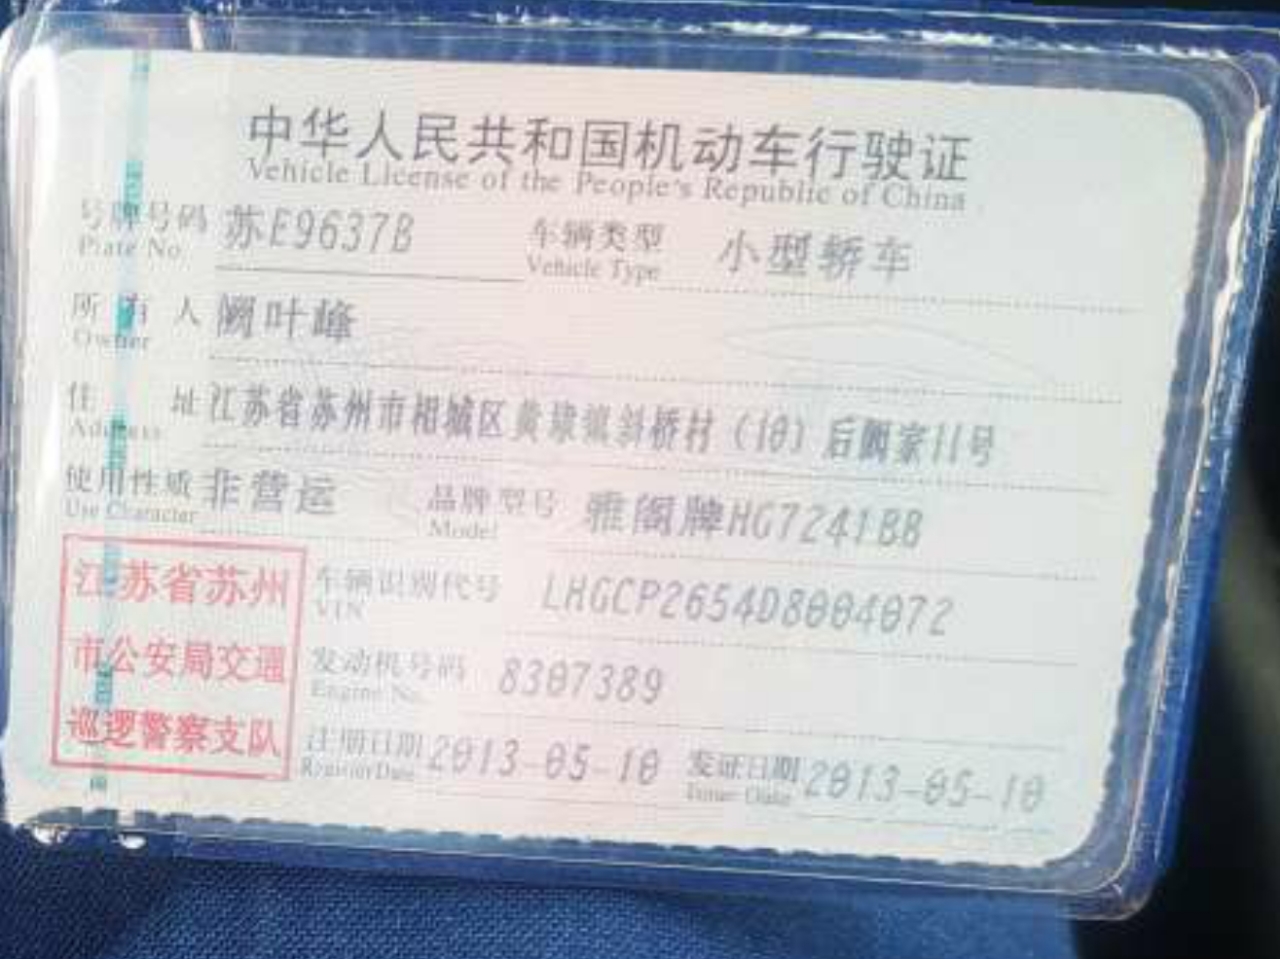 中华人民共和国机动车行驶证
Vehicle License of the People's Republic of China
号牌号码 苏E9637B 车辆类型 小型轿车
Plate No. Vehicle Type
所有人 阙叶峰
Owner
住址 江苏省苏州市相城区黄埭镇斜桥村(10)后阙家11号
Address
使用性质 非营运 品牌型号 雅阁牌HG7241BB
Use Character Model
江苏省苏州
市公安局交通
巡逻警察支队
车辆识别代号 LHGCP2654D8004072
VIN
发动机号码 8307389
Engine No.
注册日期 2013-05-10 发证日期 2013-05-10
Register Date Issue Date